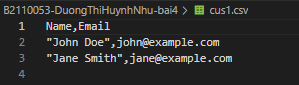 B2110053-DuongThiHuynhNhu-bai4 > cus1.csv
1 Name,Email
2 "John Doe",john@example.com
3 "Jane Smith",jane@example.com
4